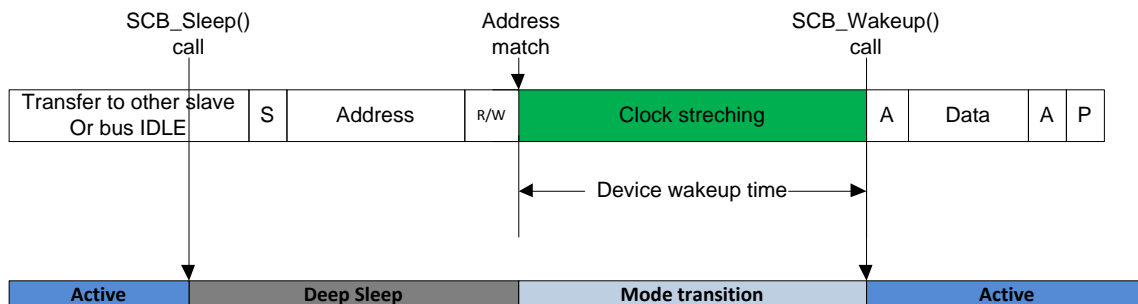 SCB_Sleep()
call
Address
match
SCB_Wakeup()
call
Transfer to other slave
Or bus IDLE
S
Address
R/W
Clock streching
A
Data
A
P
Device wakeup time
Active
Deep Sleep
Mode transition
Active